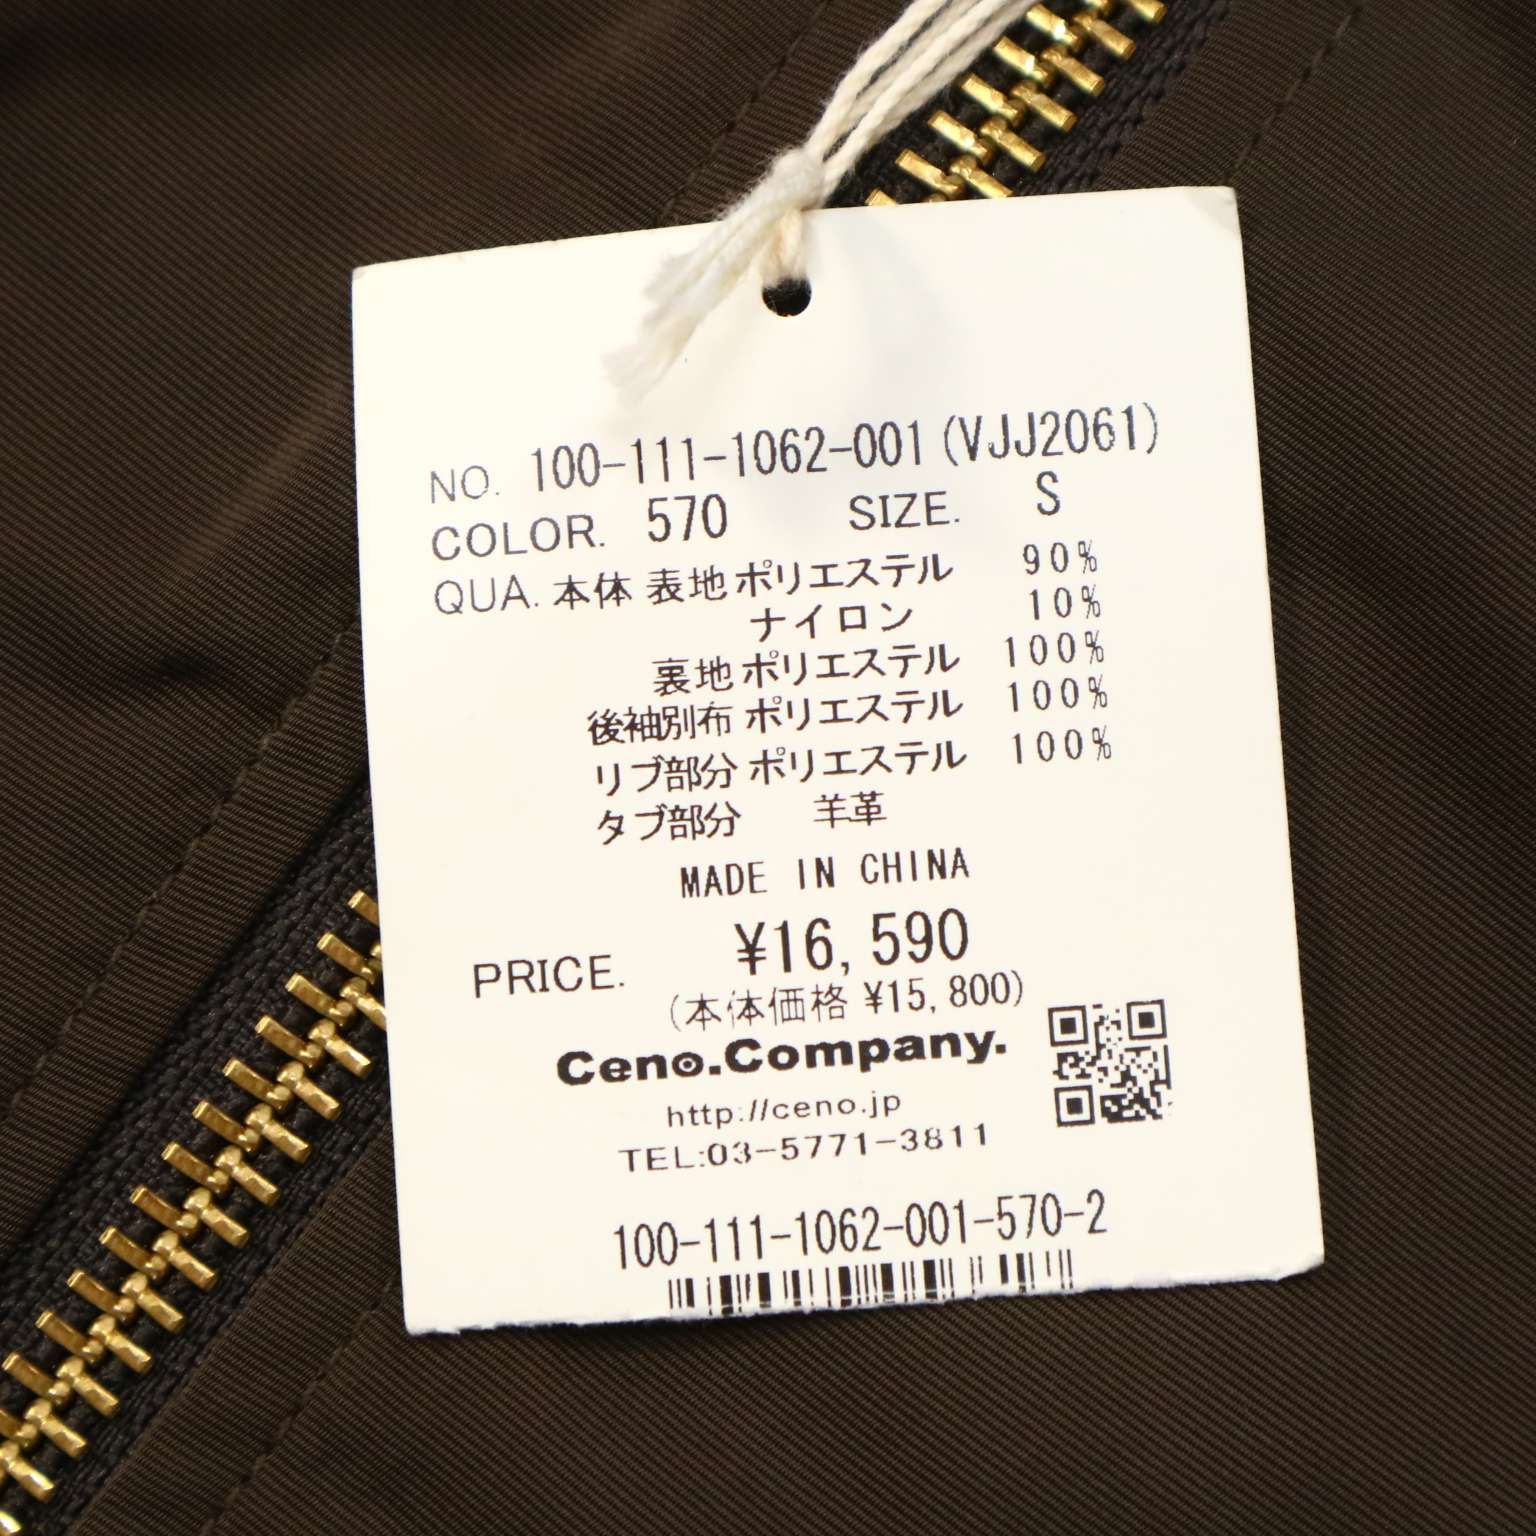 NO. 100-111-1062-001(VJJ2061)
COLOR. 570 SIZE. S
QUA. 本体 表地 ポリエステル 90%
ナイロン 10%
裏地 ポリエステル 100%
後袖別布 ポリエステル 100%
リブ部分 ポリエステル 100%
タブ部分 羊革
MADE IN CHINA
PRICE. ¥16,590
(本体価格 ¥15,800)
Ceno.Company.
http://ceno.jp
TEL:03-5771-3811
100-111-1062-001-570-2